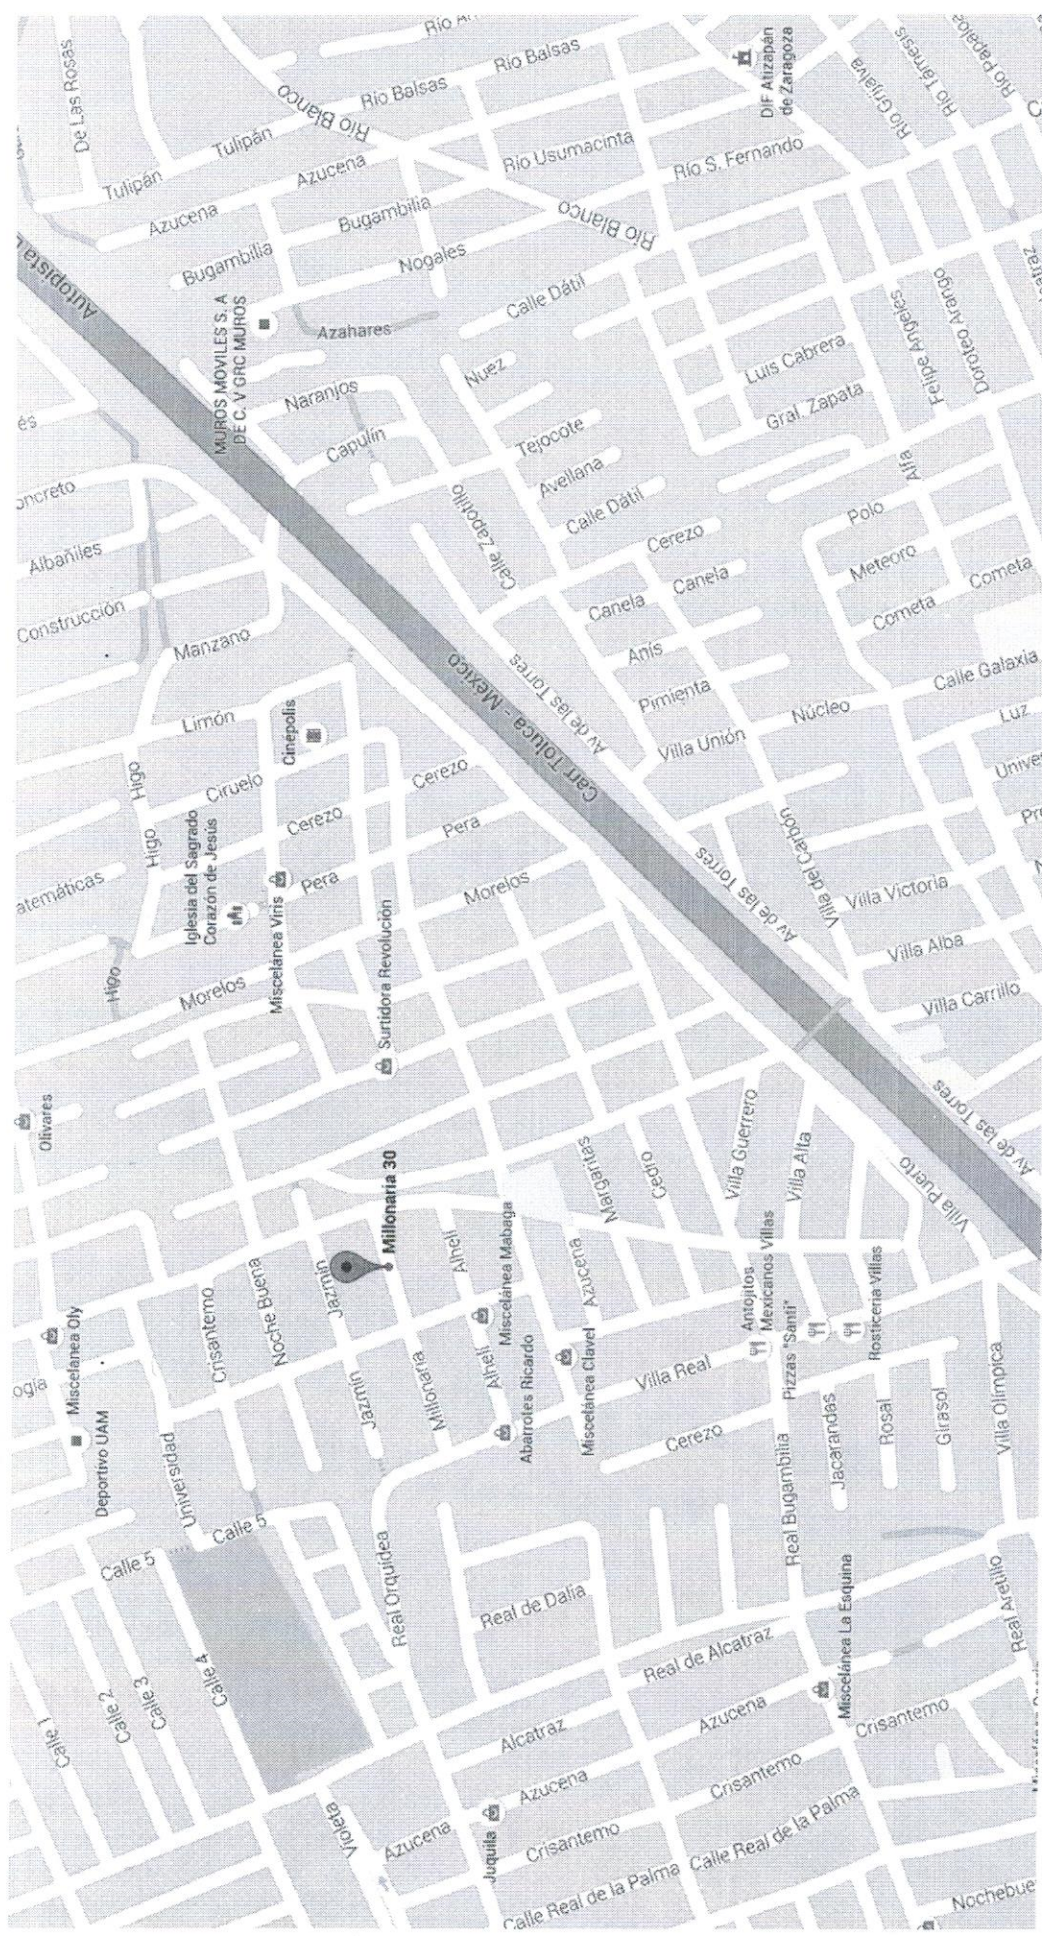 De Las Rosas
Tulipán
Tulipán
Río Blanco
Río Balsas
Río Balsas
DIF Atizapán
de Zaragoza
Río Grijalva
Río Támesis
Azucena
Azucena
Río Usumacinta
Río S. Fernando
Bugambilia
Bugambilia
Río Blanco
Nogales
Autopista
MUROS MOVILES S.A
DE C.V GRC MUROS
Azahares
Calle Dátil
Felipe Angeles
Doroteo Arango
Naranjos
Nuez
Luis Cabrera
Capulín
Tejocote
Gral. Zapata
Avellana
Alfa
Calle Zapotillo
Calle Dátil
Polo
Albañiles
Cerezo
Meteoro
Construcción
Canela
Canela
Cometa
Cometa
Manzano
Anís
Carr Toluca - México
Av de las Torres
Pimienta
Calle Galaxia
Limón
Cinépolis
Villa Unión
Núcleo
Luz
Higo
Ciruelo
Cerezo
Higo
Cerezo
Pera
Villa del Carbón
Iglesia del Sagrado
Corazón de Jesús
Miscelánea Viris
Pera
Morelos
Av de las Torres
Villa Victoria
Higo
Morelos
Surtidora Revolución
Villa Alba
Villa Carrillo
Olivares
Villa Guerrero
Av de las Torres
Millonaria 30
Margaritas
Cedro
Villa Alta
Villa Puerto
Alhelí
Miscelánea Mabaga
Azucena
Crisantemo
Noche Buena
Jazmín
Antojitos
Mexicanos Villas
Pizzas "Santi"
Rosticeria Villas
Miscelanea Oly
Alhelí
Abarrotes Ricardo
Miscelánea Clavel
Villa Real
Millonaria
Jazmín
Deportivo UAM
Universidad
Cerezo
Jacarandas
Rosal
Girasol
Villa Olímpica
Calle 5
Calle 5
Real Orquídea
Real Bugambilia
Real de Dalia
Real Aretillo
Miscelánea La Esquina
Calle 4
Real de Alcatraz
Calle 1
Calle 2
Calle 3
Alcatraz
Azucena
Crisantemo
Violeta
Azucena
Juquila
Azucena
Crisantemo
Crisantemo
Calle Real de la Palma
Calle Real de la Palma